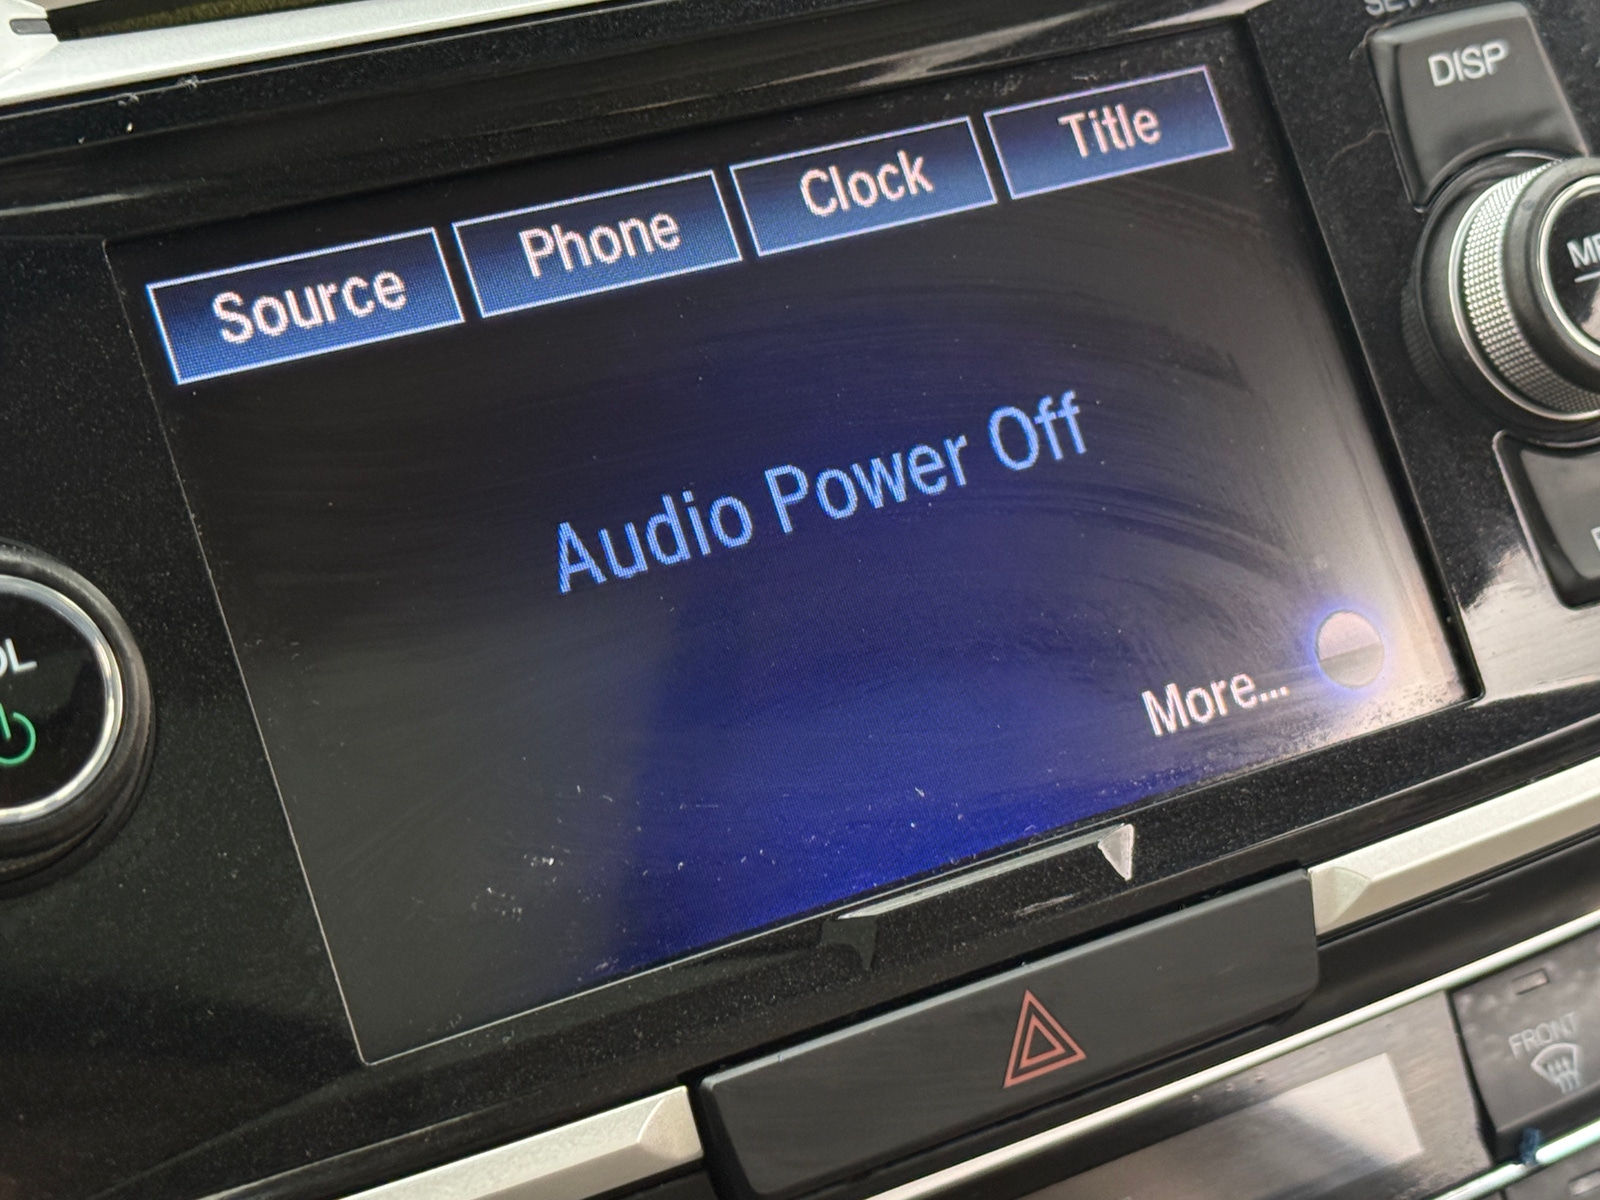 DISP
Source
Phone
Clock
Title
Audio Power Off
More...
FRONT